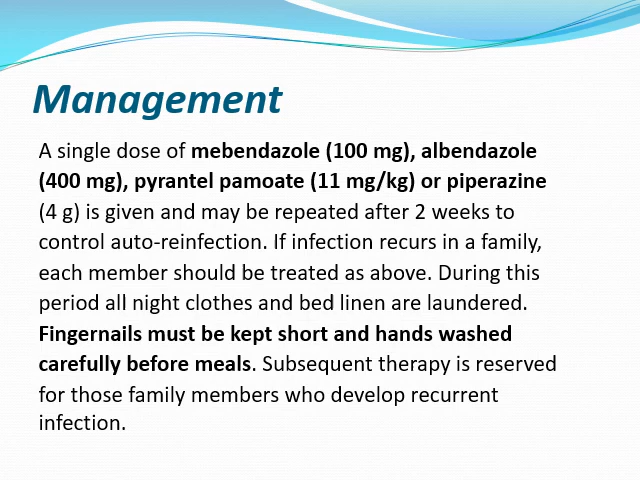 Management
A single dose of mebendazole (100 mg), albendazole
(400 mg), pyrantel pamoate (11 mg/kg) or piperazine
(4 g) is given and may be repeated after 2 weeks to
control auto-reinfection. If infection recurs in a family,
each member should be treated as above. During this
period all night clothes and bed linen are laundered.
Fingernails must be kept short and hands washed
carefully before meals. Subsequent therapy is reserved
for those family members who develop recurrent
infection.